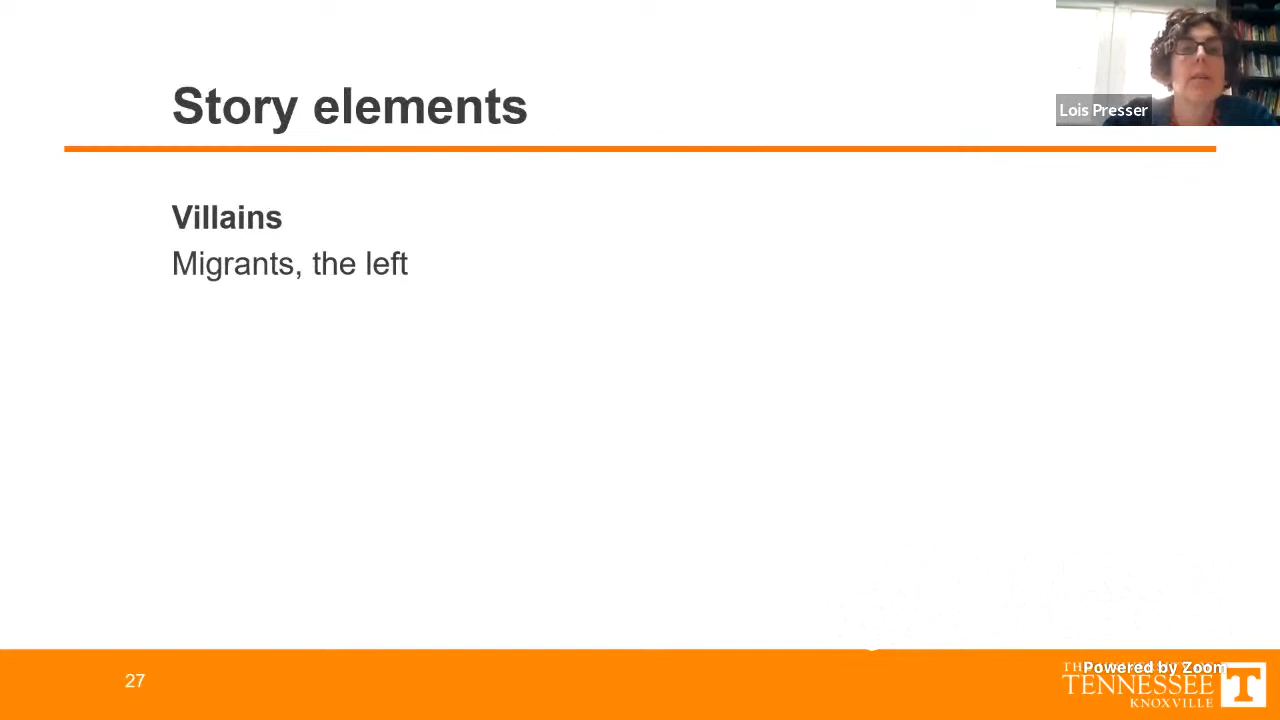 Story elements
Lois Presser
Villains
Migrants, the left
27
Powered by Zoom
TENNESSEE
KNOXVILLE
T